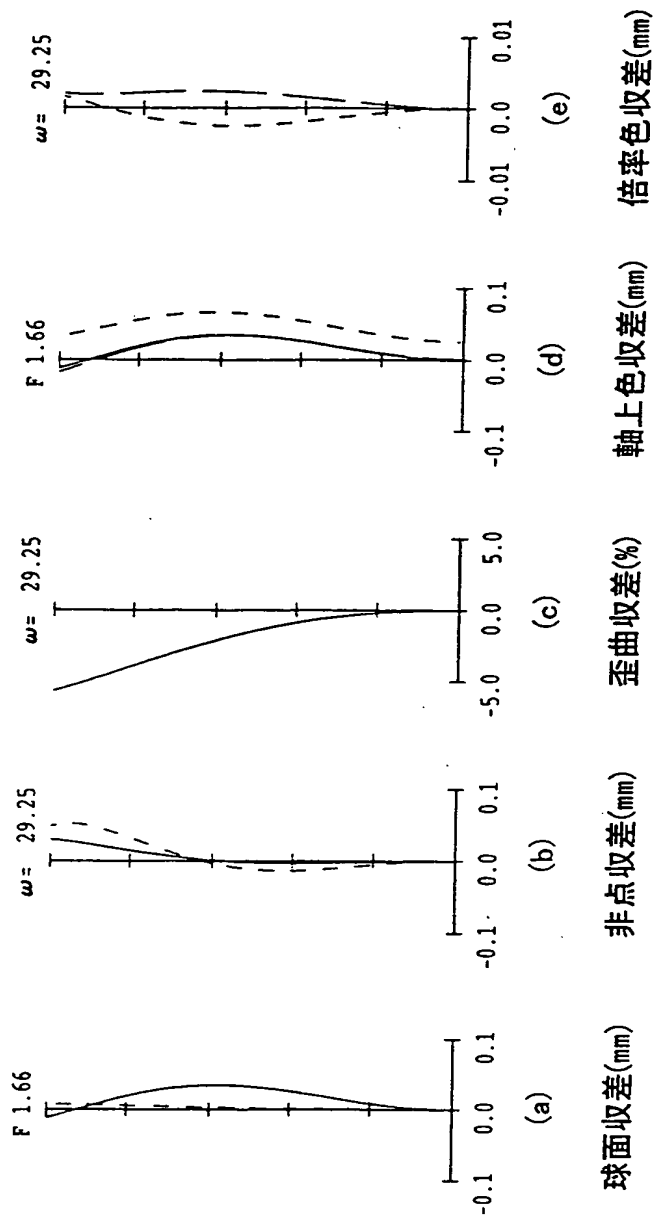 F 1.66
-0.1 0.0 0.1
(a)
球面収差(mm)
ω= 29.25
-0.1 0.0 0.1
(b)
非点収差(mm)
ω= 29.25
-5.0 0.0 5.0
(c)
歪曲収差(%)
F 1.66
-0.1 0.0 0.1
(d)
軸上色収差(mm)
ω= 29.25
-0.01 0.0 0.01
(e)
倍率色収差(mm)